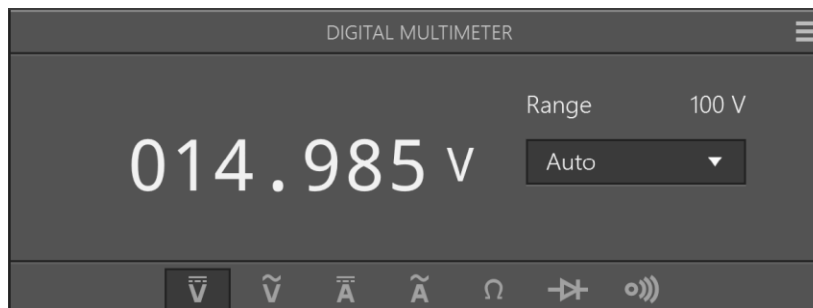 DIGITAL MULTIMETER
Range 100 V
014.985 V
Auto
V V A A Ω